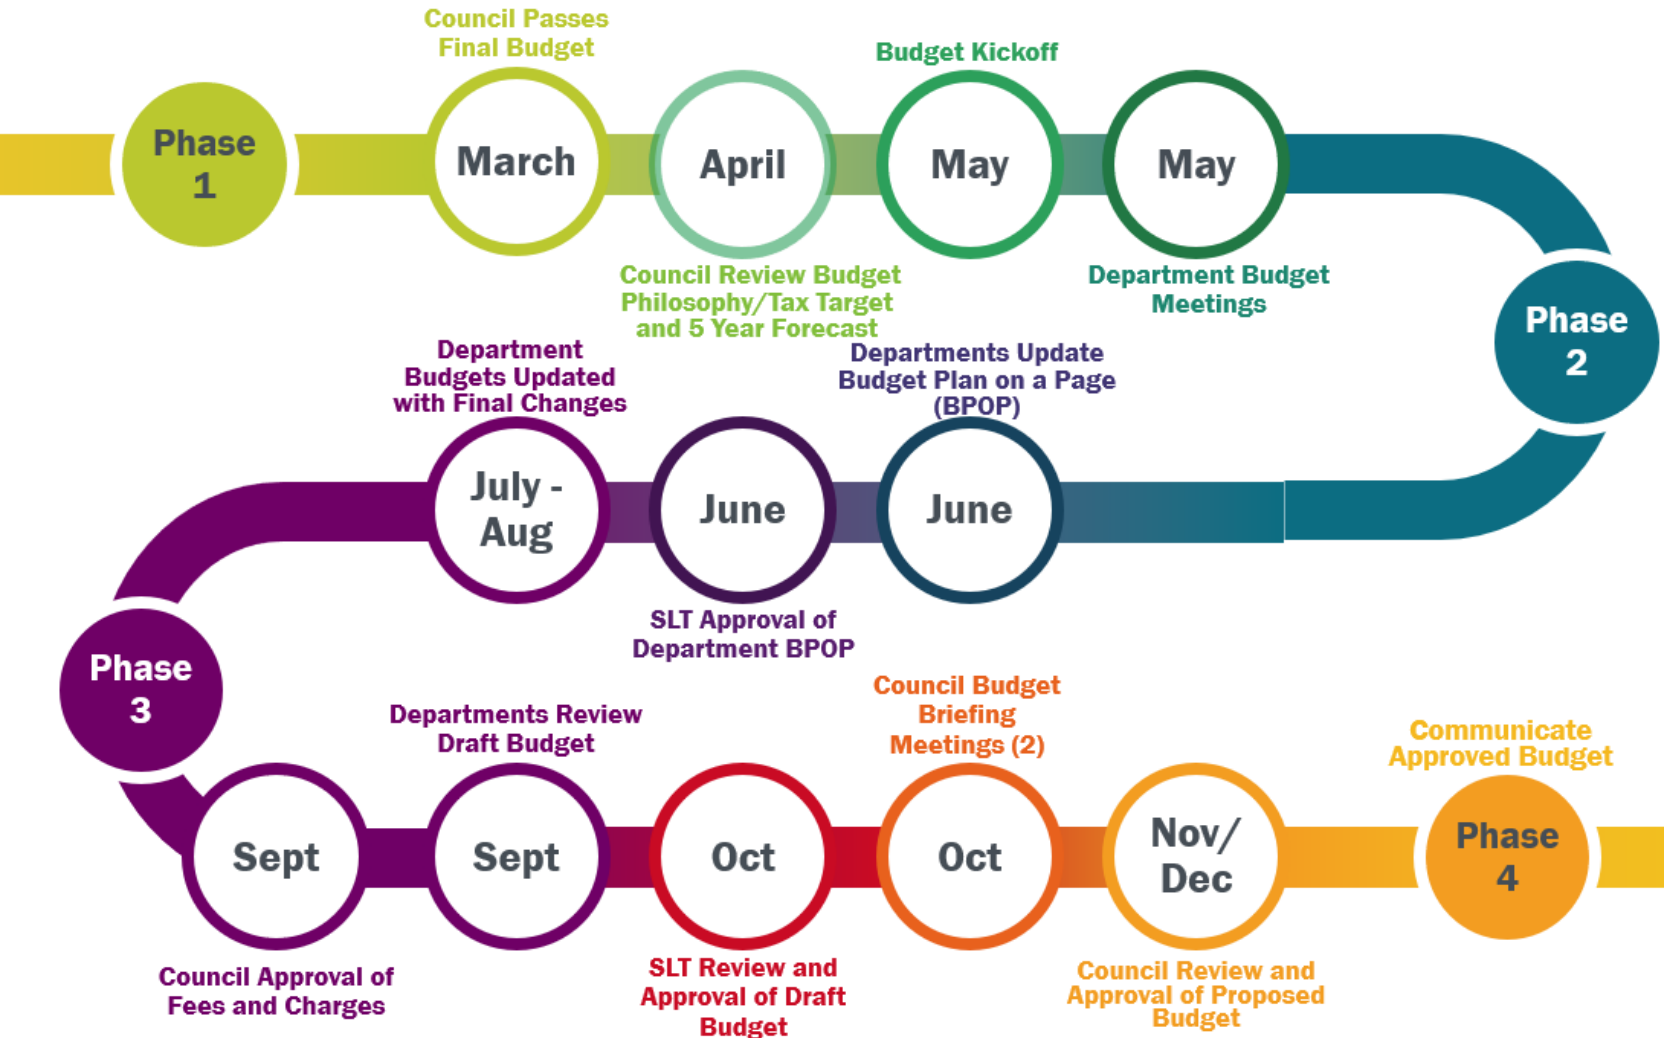 Council Passes
Final Budget
Budget Kickoff
Phase
1
March
April
May
May
Council Review Budget
Philosophy/Tax Target
and 5 Year Forecast
Department Budget
Meetings
Phase
2
Department
Budgets Updated
with Final Changes
Departments Update
Budget Plan on a Page
(BPOP)
July -
Aug
June
June
SLT Approval of
Department BPOP
Phase
3
Departments Review
Draft Budget
Council Budget
Briefing
Meetings (2)
Communicate
Approved Budget
Sept
Sept
Oct
Oct
Nov/
Dec
Phase
4
Council Approval of
Fees and Charges
SLT Review and
Approval of Draft
Budget
Council Review and
Approval of Proposed
Budget